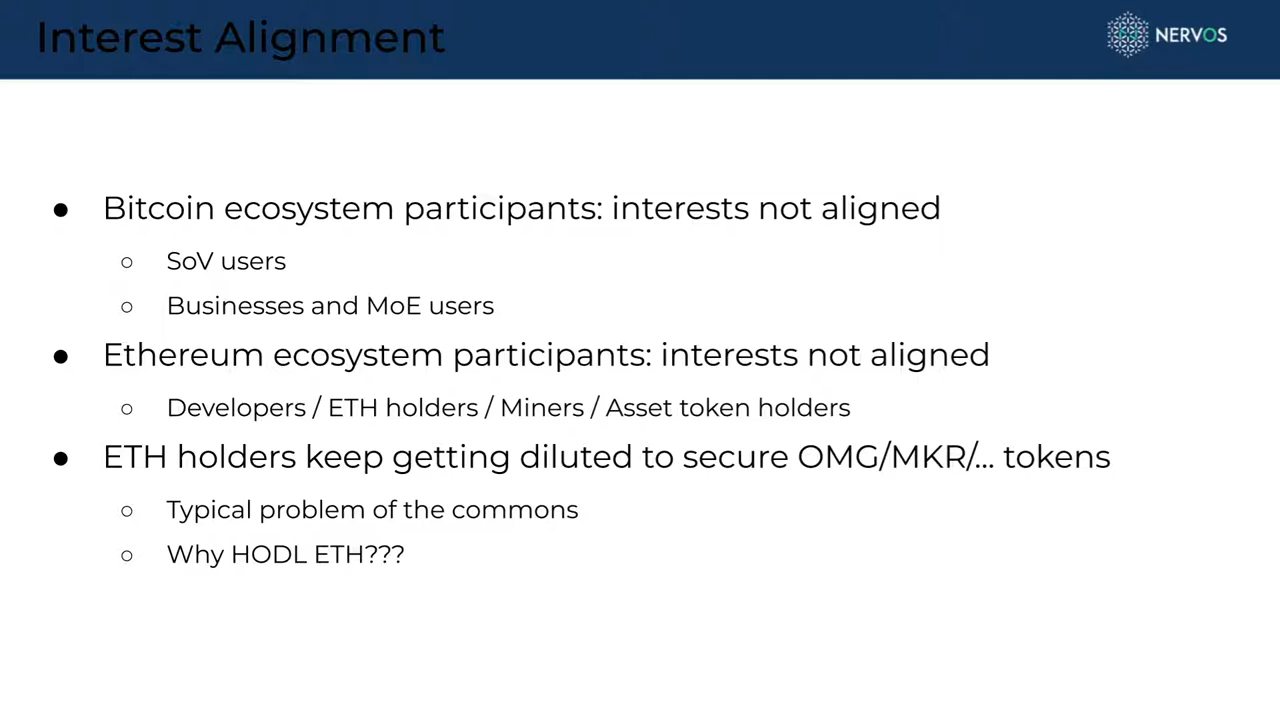 Interest Alignment
NERVOS
● Bitcoin ecosystem participants: interests not aligned
○ SoV users
○ Businesses and MoE users
● Ethereum ecosystem participants: interests not aligned
○ Developers / ETH holders / Miners / Asset token holders
● ETH holders keep getting diluted to secure OMG/MKR/... tokens
○ Typical problem of the commons
○ Why HODL ETH???